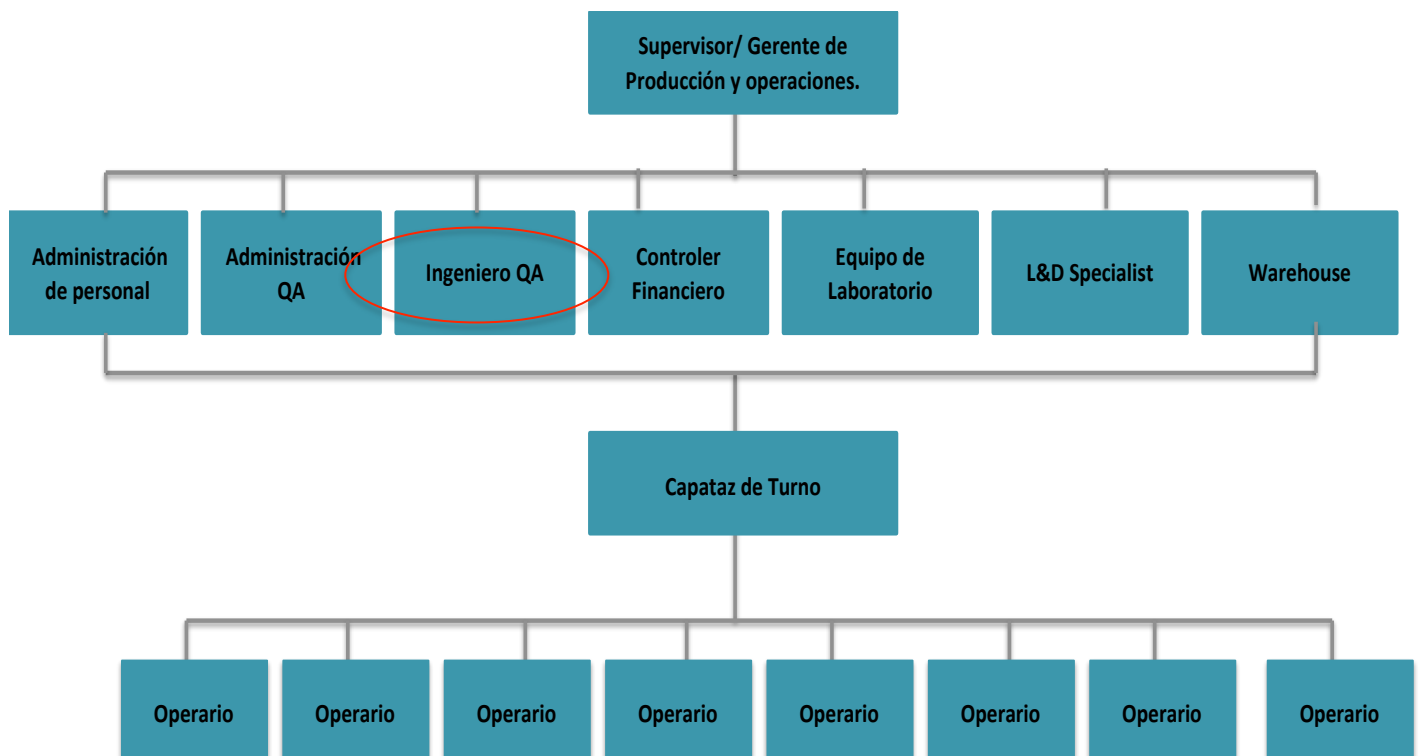 Supervisor/ Gerente de
Producción y operaciones.
Administración
de personal
Administración
QA
Ingeniero QA
Controler
Financiero
Equipo de
Laboratorio
L&D Specialist
Warehouse
Capataz de Turno
Operario
Operario
Operario
Operario
Operario
Operario
Operario
Operario